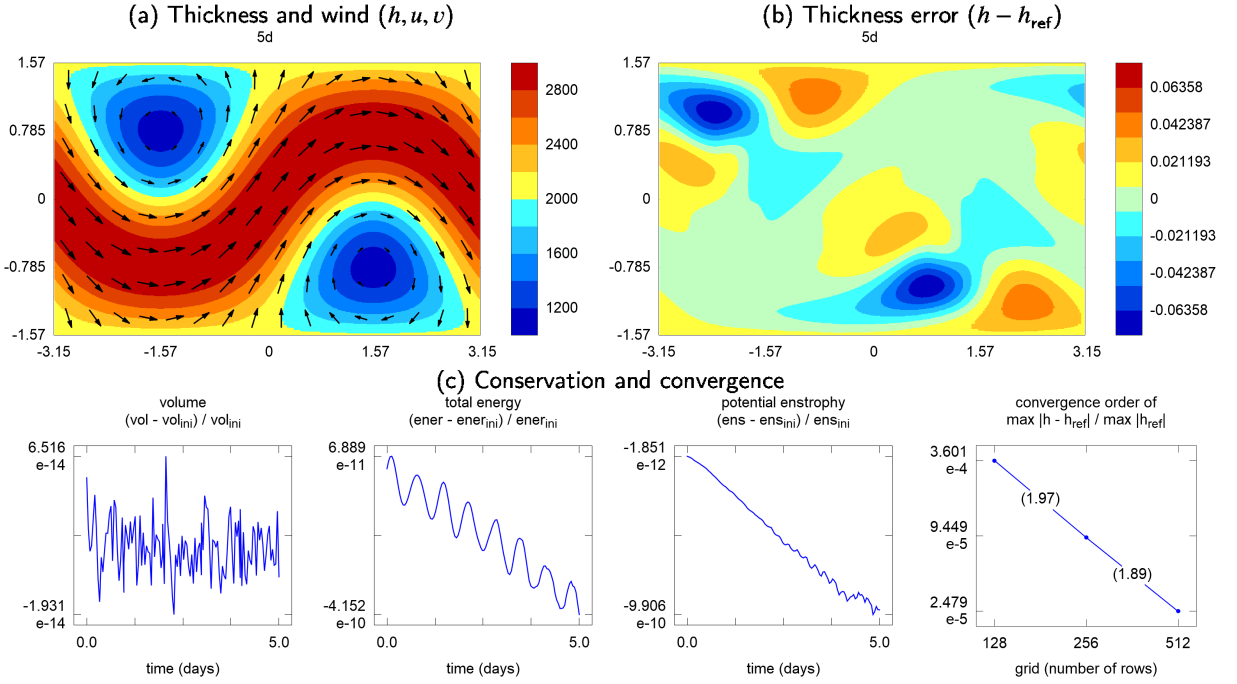 (a) Thickness and wind (h, u, v)
5d
1.57
0.785
0
-0.785
-1.57
-3.15 -1.57 0 1.57 3.15
2800
2400
2000
1600
1200
(b) Thickness error (h − h_ref)
5d
1.57
0.785
0
-0.785
-1.57
-3.15 -1.57 0 1.57 3.15
0.06358
0.042387
0.021193
0
-0.021193
-0.042387
-0.06358
(c) Conservation and convergence
volume
(vol - vol_ini) / vol_ini
6.516
e-14
-1.931
e-14
0.0 5.0
time (days)
total energy
(ener - ener_ini) / ener_ini
6.889
e-11
-4.152
e-10
0.0 5.0
time (days)
potential enstrophy
(ens - ens_ini) / ens_ini
-1.851
e-12
-9.906
e-10
0.0 5.0
time (days)
convergence order of
max |h - h_ref| / max |h_ref|
3.601
e-4
(1.97)
9.449
e-5
(1.89)
2.479
e-5
128 256 512
grid (number of rows)